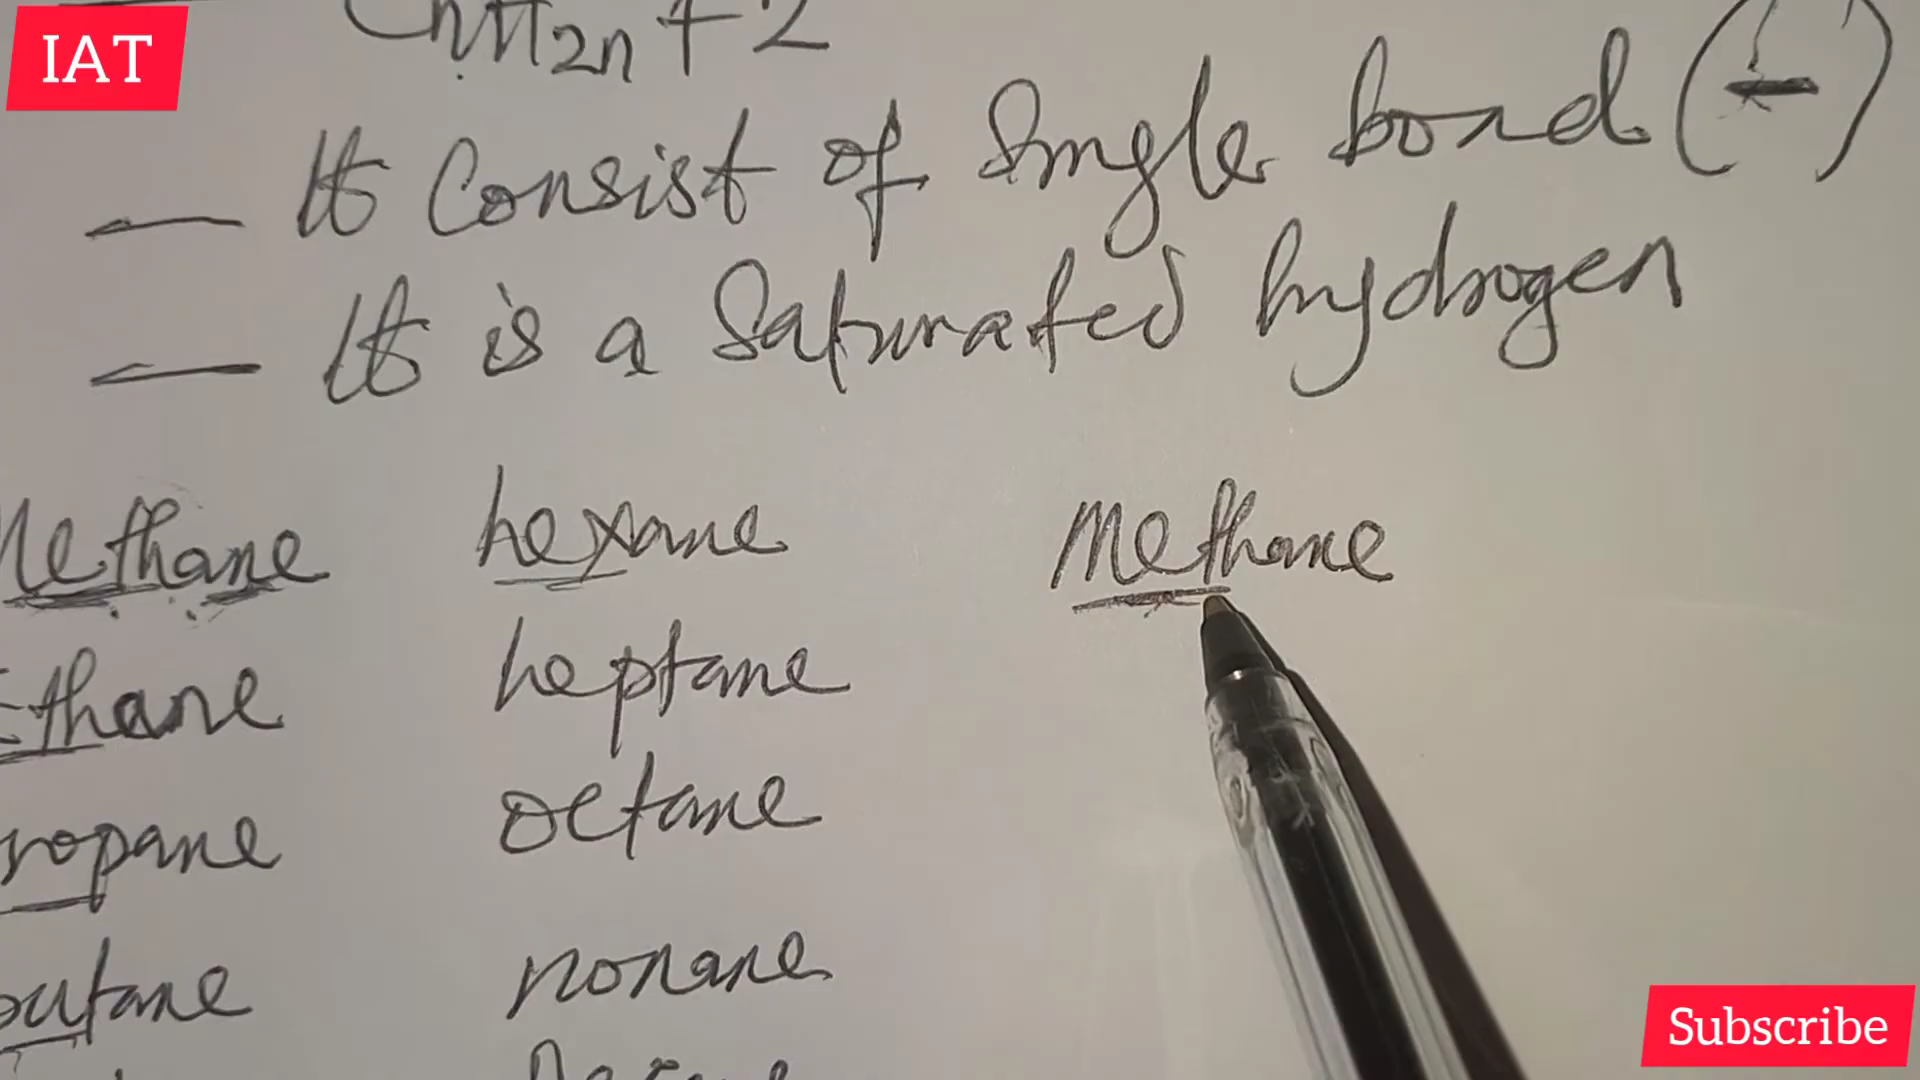 IAT
CnH2n+2
— It Consist of Single bond (-)
— It is a Saturated hydrogen
Methane hexane Methane
Ethane heptane
ropane octane
butane nonane
Subscribe